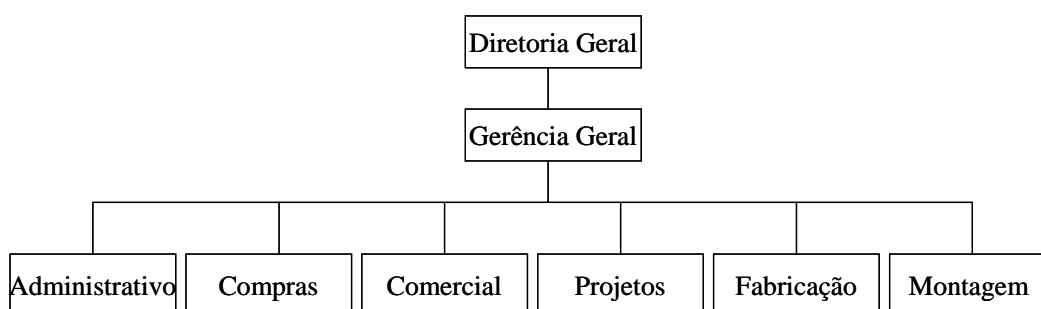 Diretoria Geral
Gerência Geral
Administrativo
Compras
Comercial
Projetos
Fabricação
Montagem